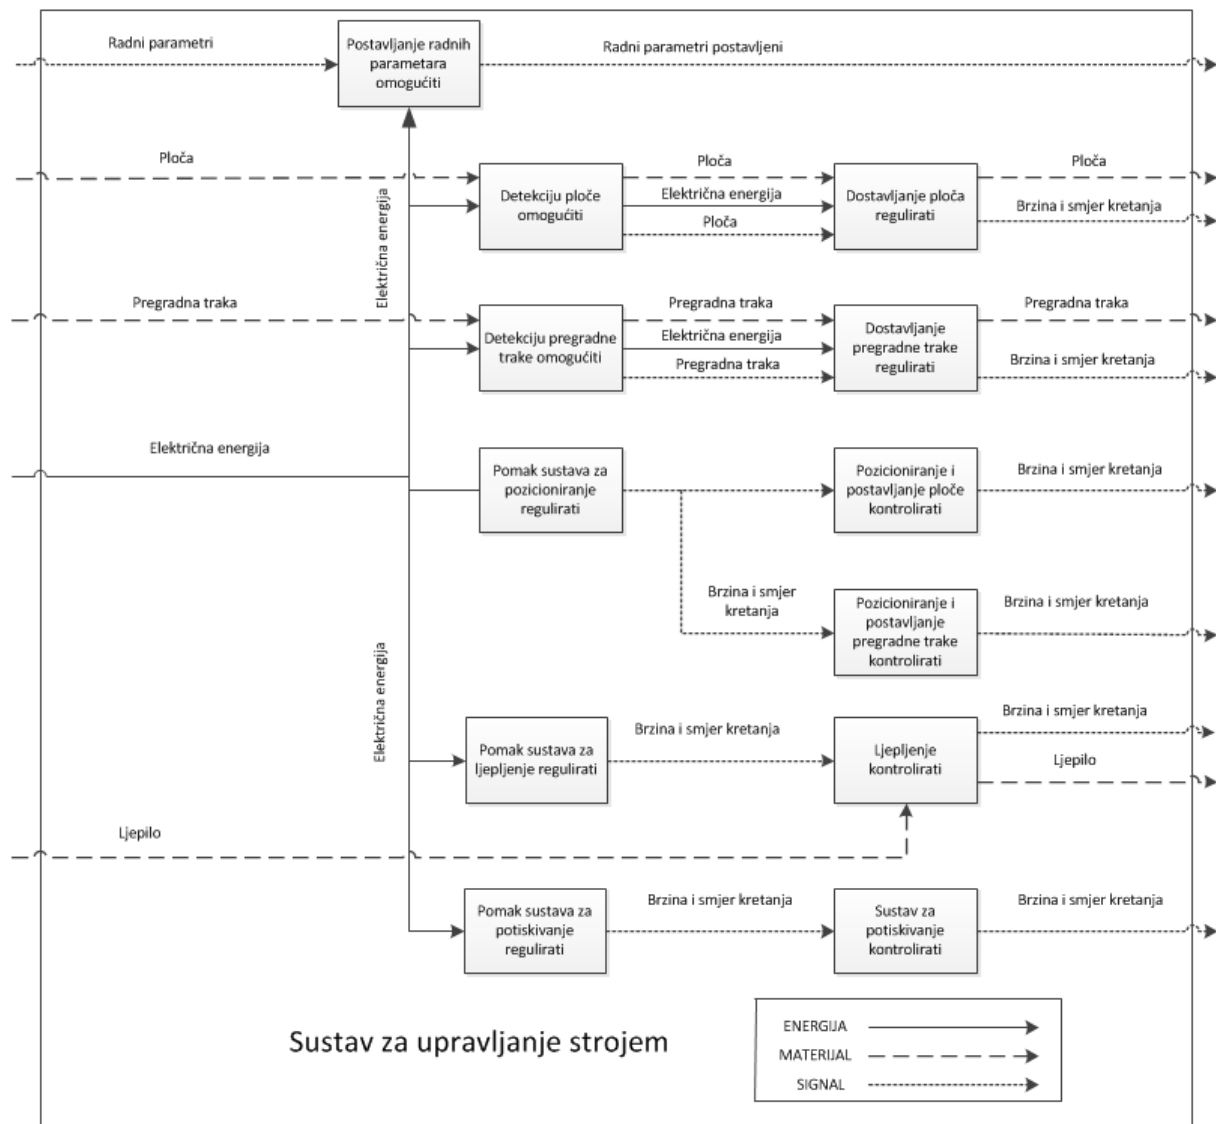 Radni parametri
Postavljanje radnih
parametara
omogućiti
Radni parametri postavljeni
Ploča
Električna energija
Detekciju ploče
omogućiti
Ploča
Električna energija
Ploča
Dostavljanje ploča
regulirati
Ploča
Brzina i smjer kretanja
Pregradna traka
Detekciju pregradne
trake omogućiti
Pregradna traka
Električna energija
Pregradna traka
Dostavljanje
pregradne trake
regulirati
Pregradna traka
Brzina i smjer kretanja
Električna energija
Pomak sustava za
pozicioniranje
regulirati
Pozicioniranje i
postavljanje ploče
kontrolirati
Brzina i smjer kretanja
Brzina i smjer
kretanja
Pozicioniranje i
postavljanje
pregradne trake
kontrolirati
Brzina i smjer kretanja
Električna energija
Pomak sustava za
ljepljenje regulirati
Brzina i smjer kretanja
Ljepljenje
kontrolirati
Brzina i smjer kretanja
Ljepilo
Ljepilo
Pomak sustava za
potiskivanje
regulirati
Brzina i smjer kretanja
Sustav za
potiskivanje
kontrolirati
Brzina i smjer kretanja
Sustav za upravljanje strojem
ENERGIJA
MATERIJAL
SIGNAL